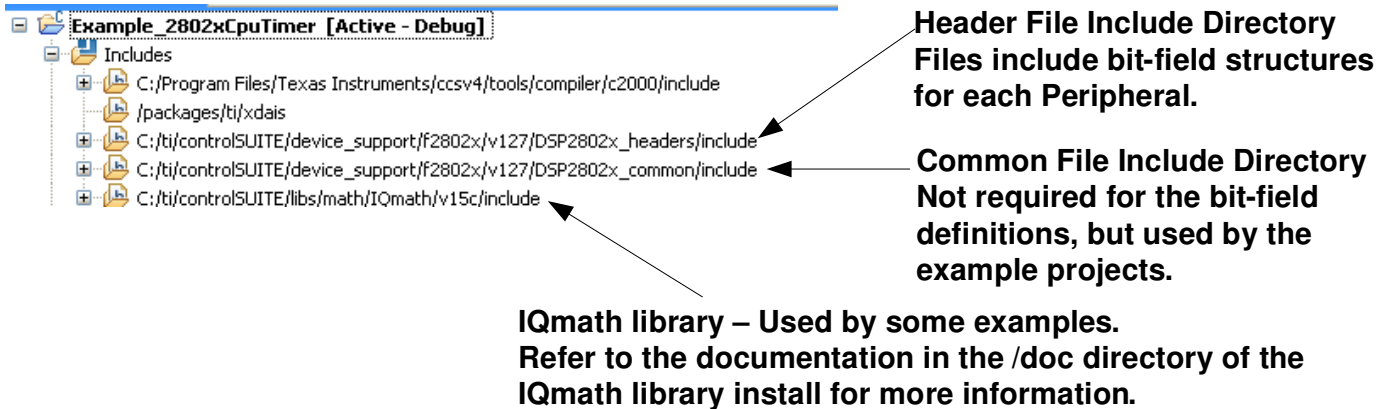 Example_2802xCpuTimer [Active - Debug]
Includes
C:/Program Files/Texas Instruments/ccsv4/tools/compiler/c2000/include
/packages/ti/xdais
C:/ti/controlSUITE/device_support/f2802x/v127/DSP2802x_headers/include
C:/ti/controlSUITE/device_support/f2802x/v127/DSP2802x_common/include
C:/ti/controlSUITE/libs/math/IQmath/v15c/include
Header File Include Directory
Files include bit-field structures
for each Peripheral.
Common File Include Directory
Not required for the bit-field
definitions, but used by the
example projects.
IQmath library – Used by some examples.
Refer to the documentation in the /doc directory of the
IQmath library install for more information.